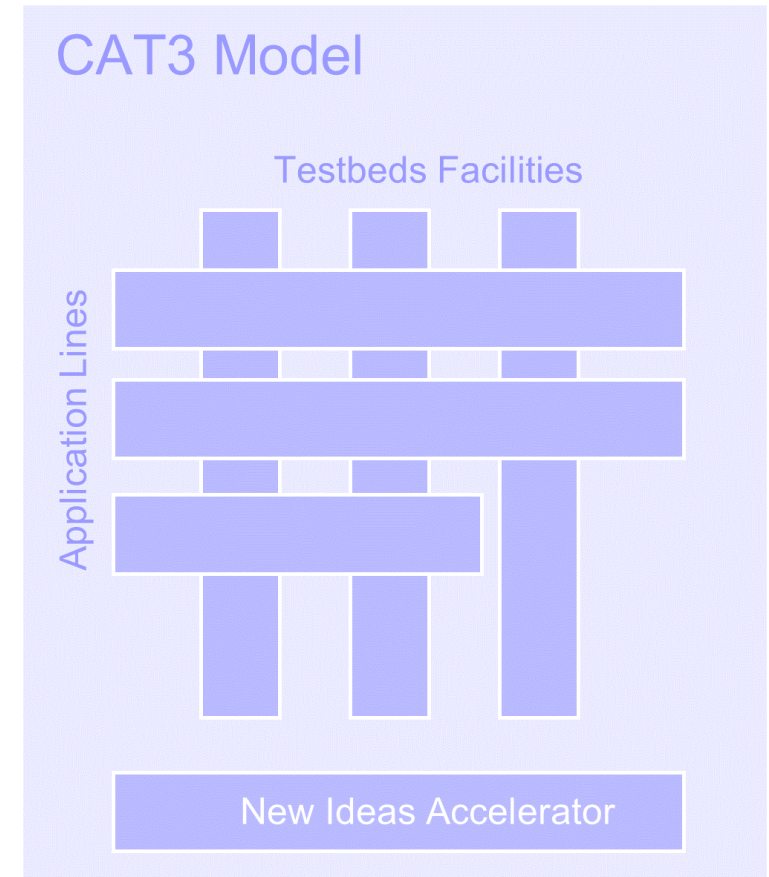 CAT3 Model
Testbeds Facilities
Application Lines
New Ideas Accelerator